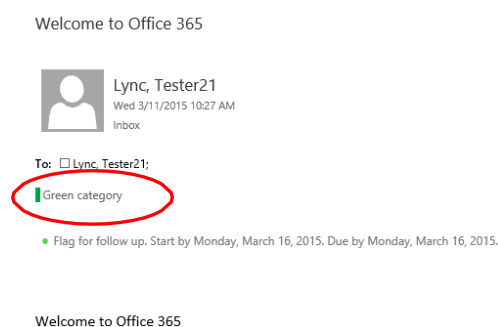 Welcome to Office 365
Lync, Tester21
Wed 3/11/2015 10:27 AM
Inbox
To: Lync, Tester21;
Green category
Flag for follow up. Start by Monday, March 16, 2015. Due by Monday, March 16, 2015.
Welcome to Office 365